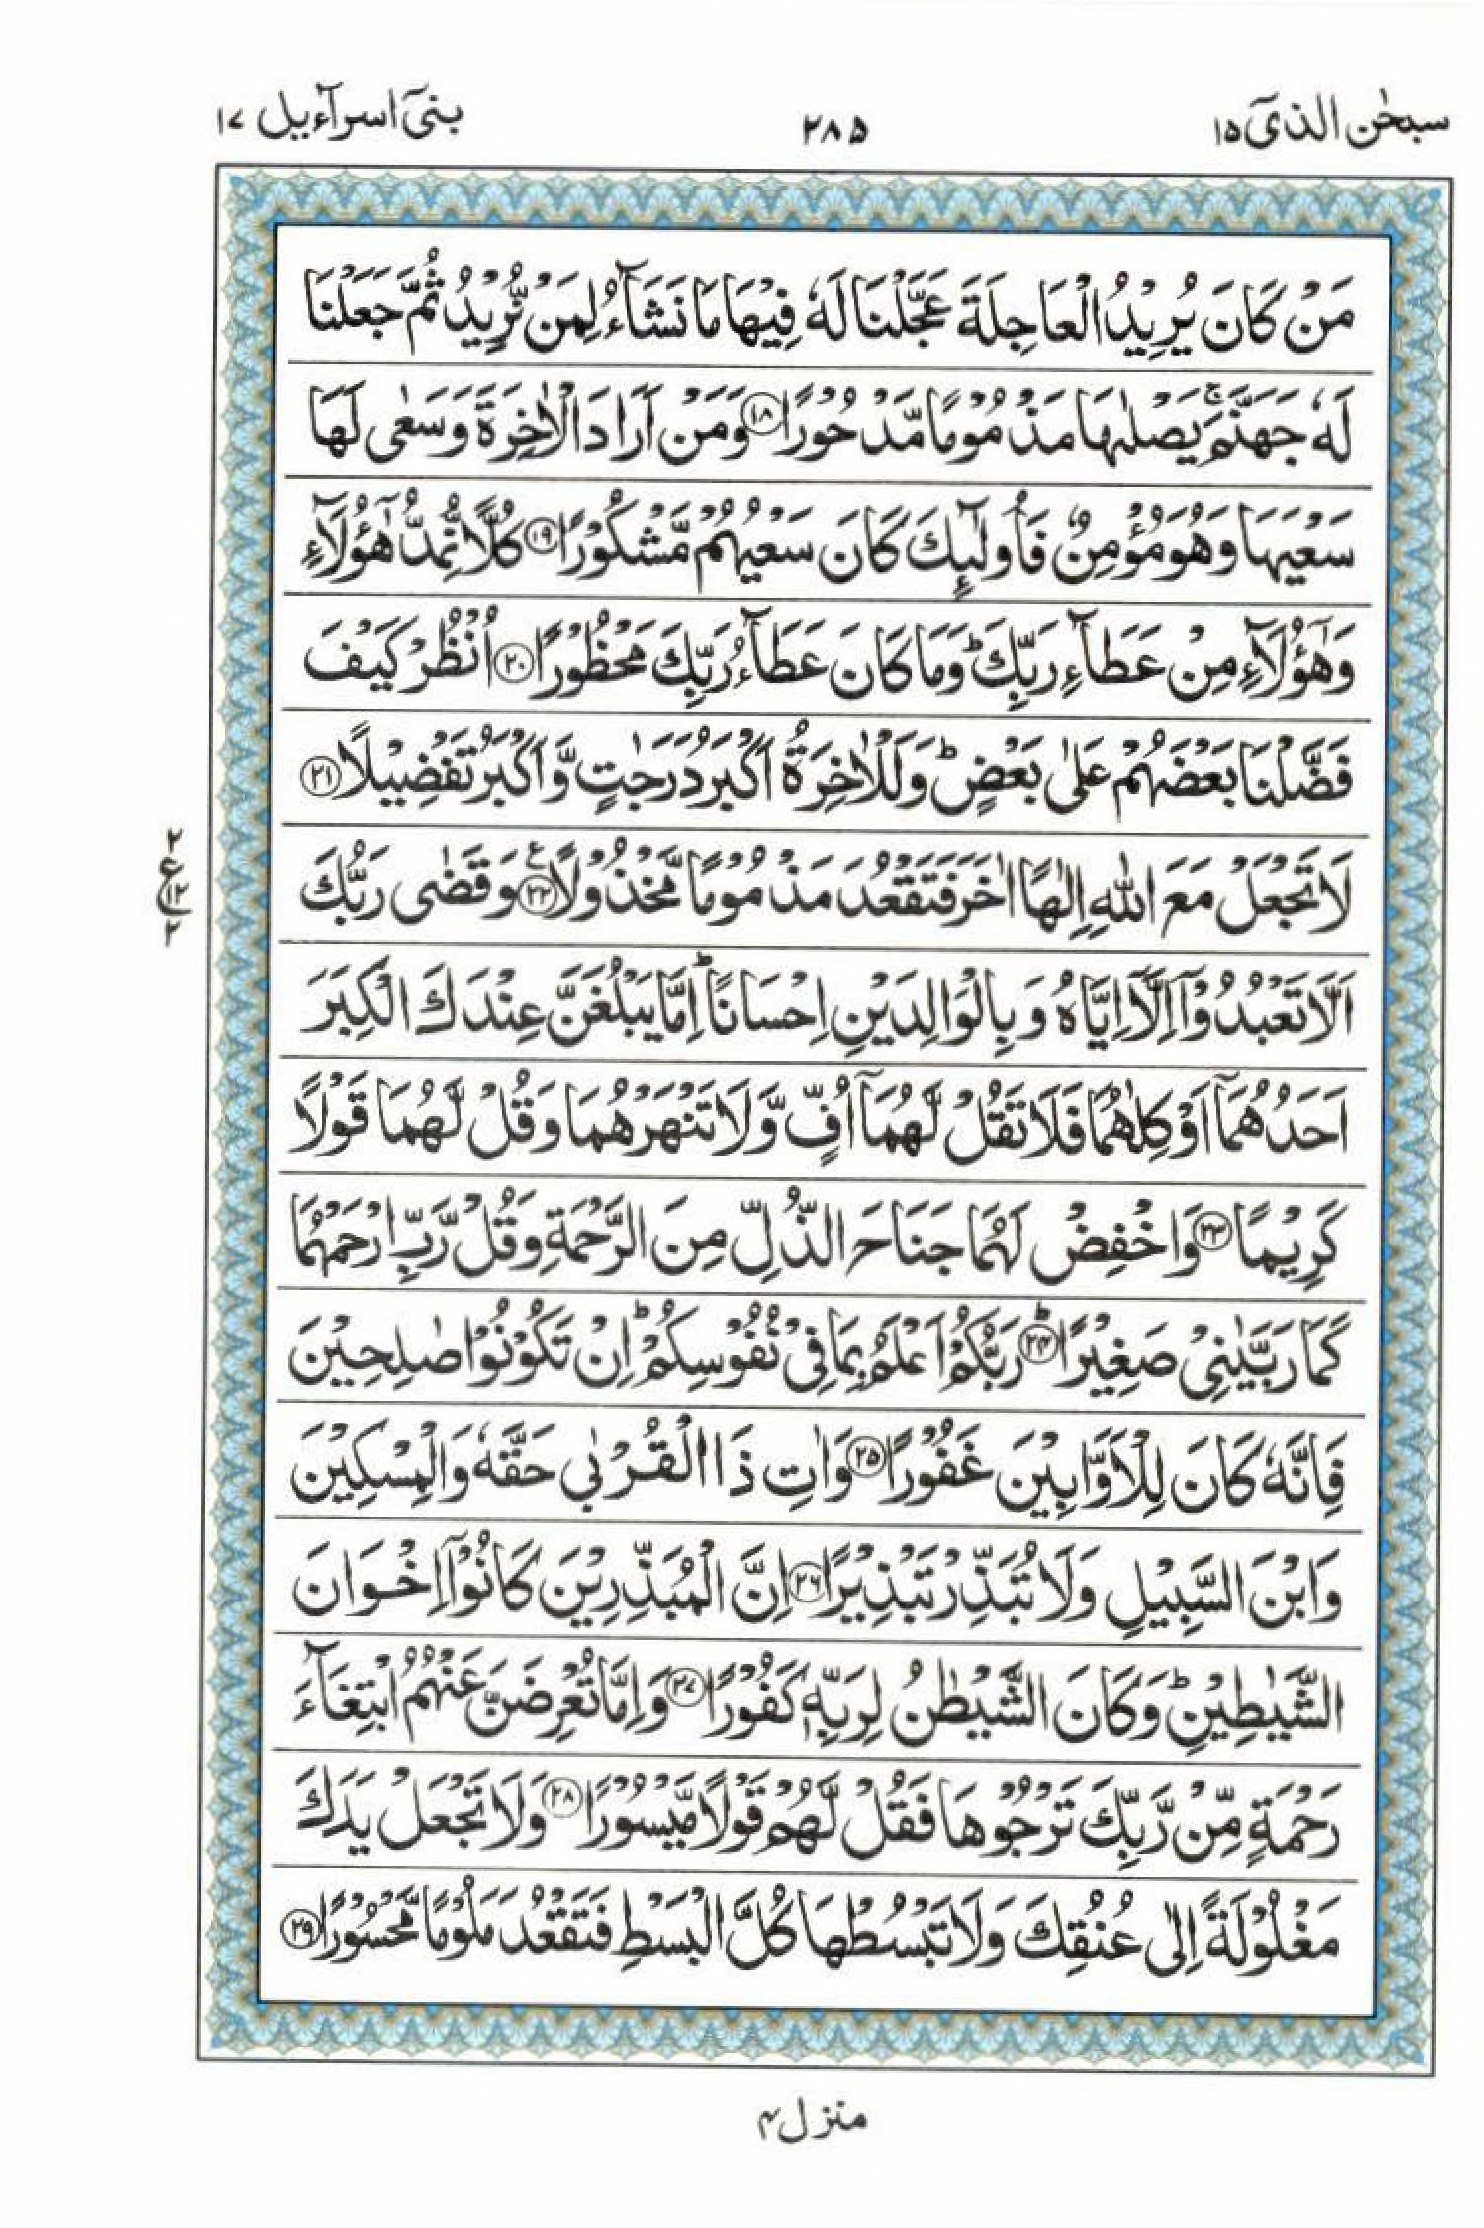 سبحٰن الذیٓ ۱۵
۲۸۵
بنیٓ اسرآءیل ۱۷
مَنْ كَانَ يُرِيْدُ الْعَاجِلَةَ عَجَّلْنَا لَهٗ فِيْهَا مَا نَشَآءُ لِمَنْ نُّرِيْدُ ثُمَّ جَعَلْنَا
لَهٗ جَهَنَّمَ ۚ يَصْلٰىهَا مَذْمُوْمًا مَّدْحُوْرًا ۝۱۸ وَمَنْ اَرَادَ الْاٰخِرَةَ وَسَعٰى لَهَا
سَعْيَهَا وَهُوَ مُؤْمِنٌ فَاُولٰٓئِكَ كَانَ سَعْيُهُمْ مَّشْكُوْرًا ۝۱۹ كُلًّا نُّمِدُّ هٰٓؤُلَآءِ
وَهٰٓؤُلَآءِ مِنْ عَطَآءِ رَبِّكَ ؕ وَمَا كَانَ عَطَآءُ رَبِّكَ مَحْظُوْرًا ۝۲۰ اُنْظُرْ كَيْفَ
فَضَّلْنَا بَعْضَهُمْ عَلٰى بَعْضٍ ؕ وَلَلْاٰخِرَةُ اَكْبَرُ دَرَجٰتٍ وَّاَكْبَرُ تَفْضِيْلًا ۝۲۱
لَا تَجْعَلْ مَعَ اللّٰهِ اِلٰهًا اٰخَرَ فَتَقْعُدَ مَذْمُوْمًا مَّخْذُوْلًا ۝۲۲ ع وَقَضٰى رَبُّكَ
۲
ع
۱۲
۲
اَلَّا تَعْبُدُوْۤا اِلَّاۤ اِيَّاهُ وَبِالْوَالِدَيْنِ اِحْسَانًا ؕ اِمَّا يَبْلُغَنَّ عِنْدَكَ الْكِبَرَ
اَحَدُهُمَاۤ اَوْ كِلٰهُمَا فَلَا تَقُلْ لَّهُمَاۤ اُفٍّ وَّلَا تَنْهَرْهُمَا وَقُلْ لَّهُمَا قَوْلًا
كَرِيْمًا ۝۲۳ وَاخْفِضْ لَهُمَا جَنَاحَ الذُّلِّ مِنَ الرَّحْمَةِ وَقُلْ رَّبِّ ارْحَمْهُمَا
كَمَا رَبَّيٰنِيْ صَغِيْرًا ؕ ۝۲۴ رَبُّكُمْ اَعْلَمُ بِمَا فِيْ نُفُوْسِكُمْ ؕ اِنْ تَكُوْنُوْا صٰلِحِيْنَ
فَاِنَّهٗ كَانَ لِلْاَوَّابِيْنَ غَفُوْرًا ۝۲۵ وَاٰتِ ذَا الْقُرْبٰى حَقَّهٗ وَالْمِسْكِيْنَ
وَابْنَ السَّبِيْلِ وَلَا تُبَذِّرْ تَبْذِيْرًا ۝۲۶ اِنَّ الْمُبَذِّرِيْنَ كَانُوْۤا اِخْوَانَ
الشَّيٰطِيْنِ ؕ وَكَانَ الشَّيْطٰنُ لِرَبِّهٖ كَفُوْرًا ۝۲۷ وَاِمَّا تُعْرِضَنَّ عَنْهُمُ ابْتِغَآءَ
رَحْمَةٍ مِّنْ رَّبِّكَ تَرْجُوْهَا فَقُلْ لَّهُمْ قَوْلًا مَّيْسُوْرًا ۝۲۸ وَلَا تَجْعَلْ يَدَكَ
مَغْلُوْلَةً اِلٰى عُنُقِكَ وَلَا تَبْسُطْهَا كُلَّ الْبَسْطِ فَتَقْعُدَ مَلُوْمًا مَّحْسُوْرًا ۝۲۹
منزل ۴